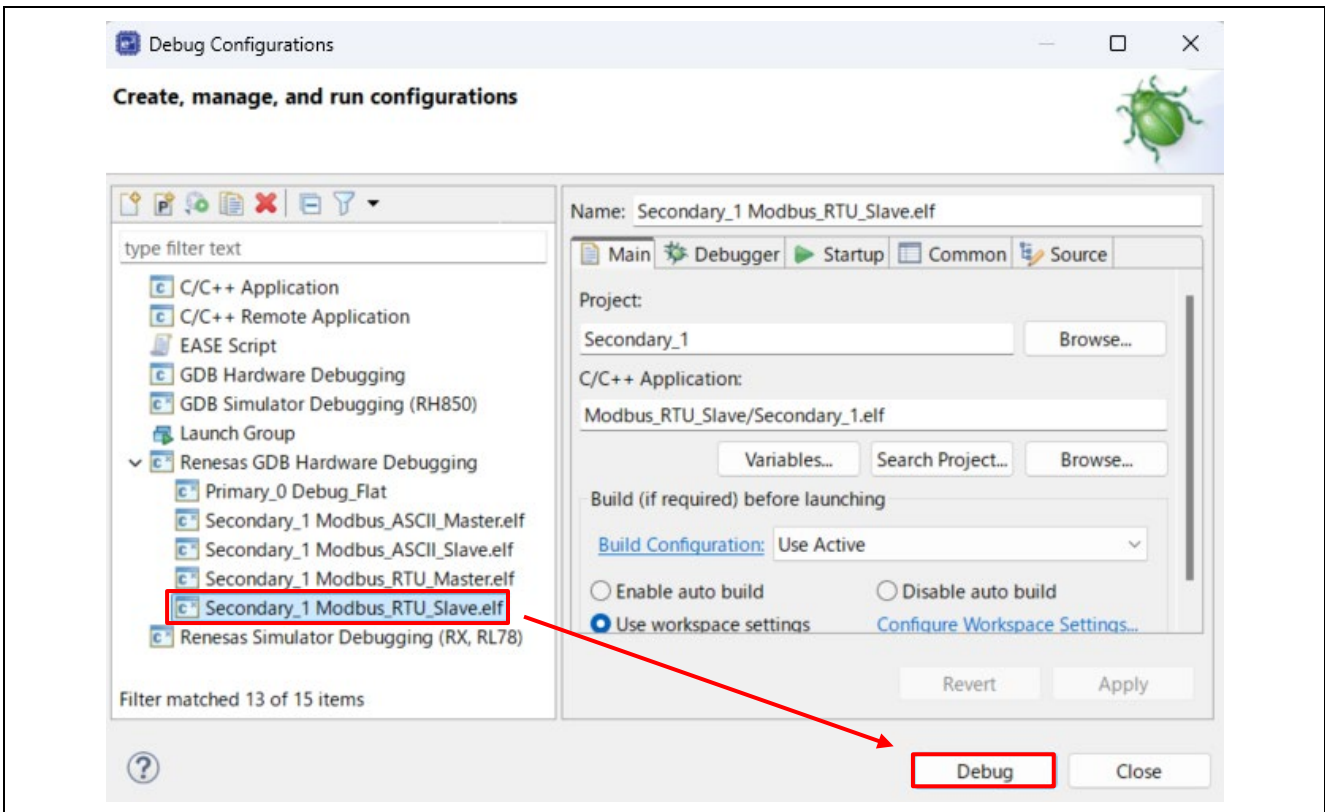 Debug Configurations
Create, manage, and run configurations
type filter text
C/C++ Application
C/C++ Remote Application
EASE Script
GDB Hardware Debugging
GDB Simulator Debugging (RH850)
Launch Group
Renesas GDB Hardware Debugging
Primary_0 Debug_Flat
Secondary_1 Modbus_ASCII_Master.elf
Secondary_1 Modbus_ASCII_Slave.elf
Secondary_1 Modbus_RTU_Master.elf
Secondary_1 Modbus_RTU_Slave.elf
Renesas Simulator Debugging (RX, RL78)
Filter matched 13 of 15 items
Name: Secondary_1 Modbus_RTU_Slave.elf
Main Debugger Startup Common Source
Project:
Secondary_1 Browse...
C/C++ Application:
Modbus_RTU_Slave/Secondary_1.elf
Variables... Search Project... Browse...
Build (if required) before launching
Build Configuration: Use Active
Enable auto build Disable auto build
Use workspace settings Configure Workspace Settings...
Revert Apply
? Debug Close